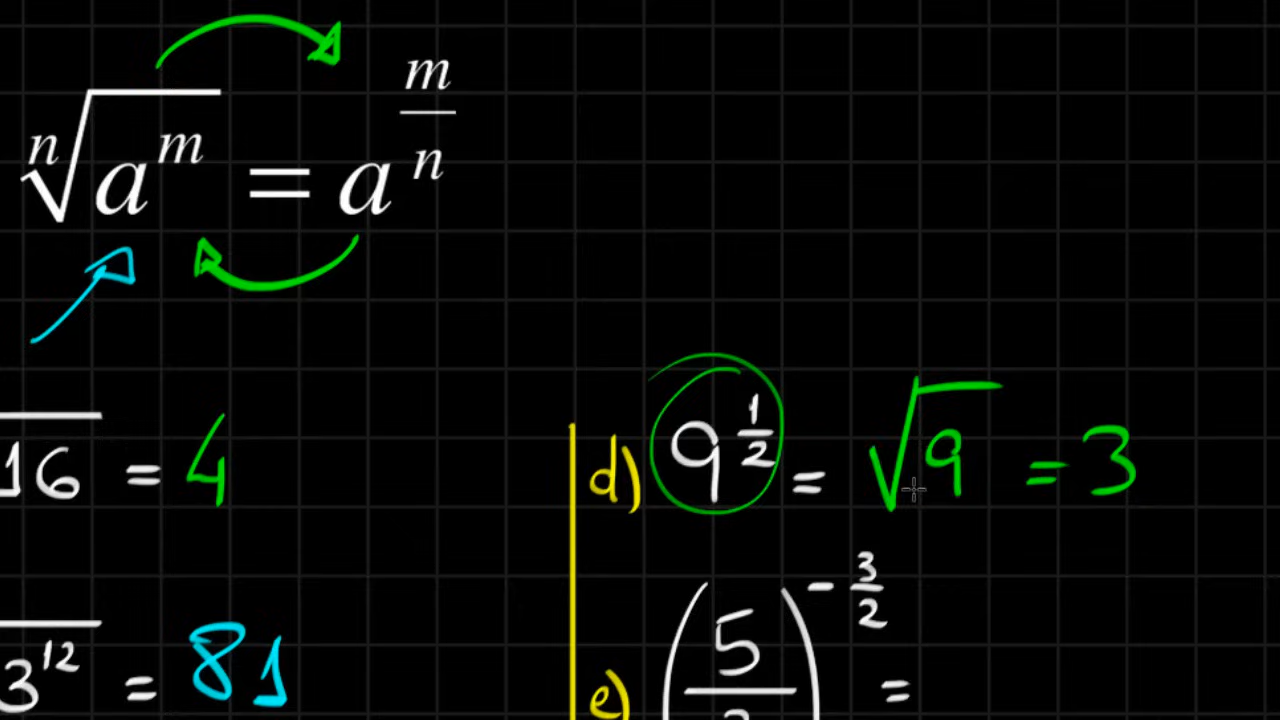 ⁿ√aᵐ = a^(m/n)
16 = 4
d) 9^(1/2) = √9 = 3
3¹² = 81
e) (5/
)^(-3/2) =